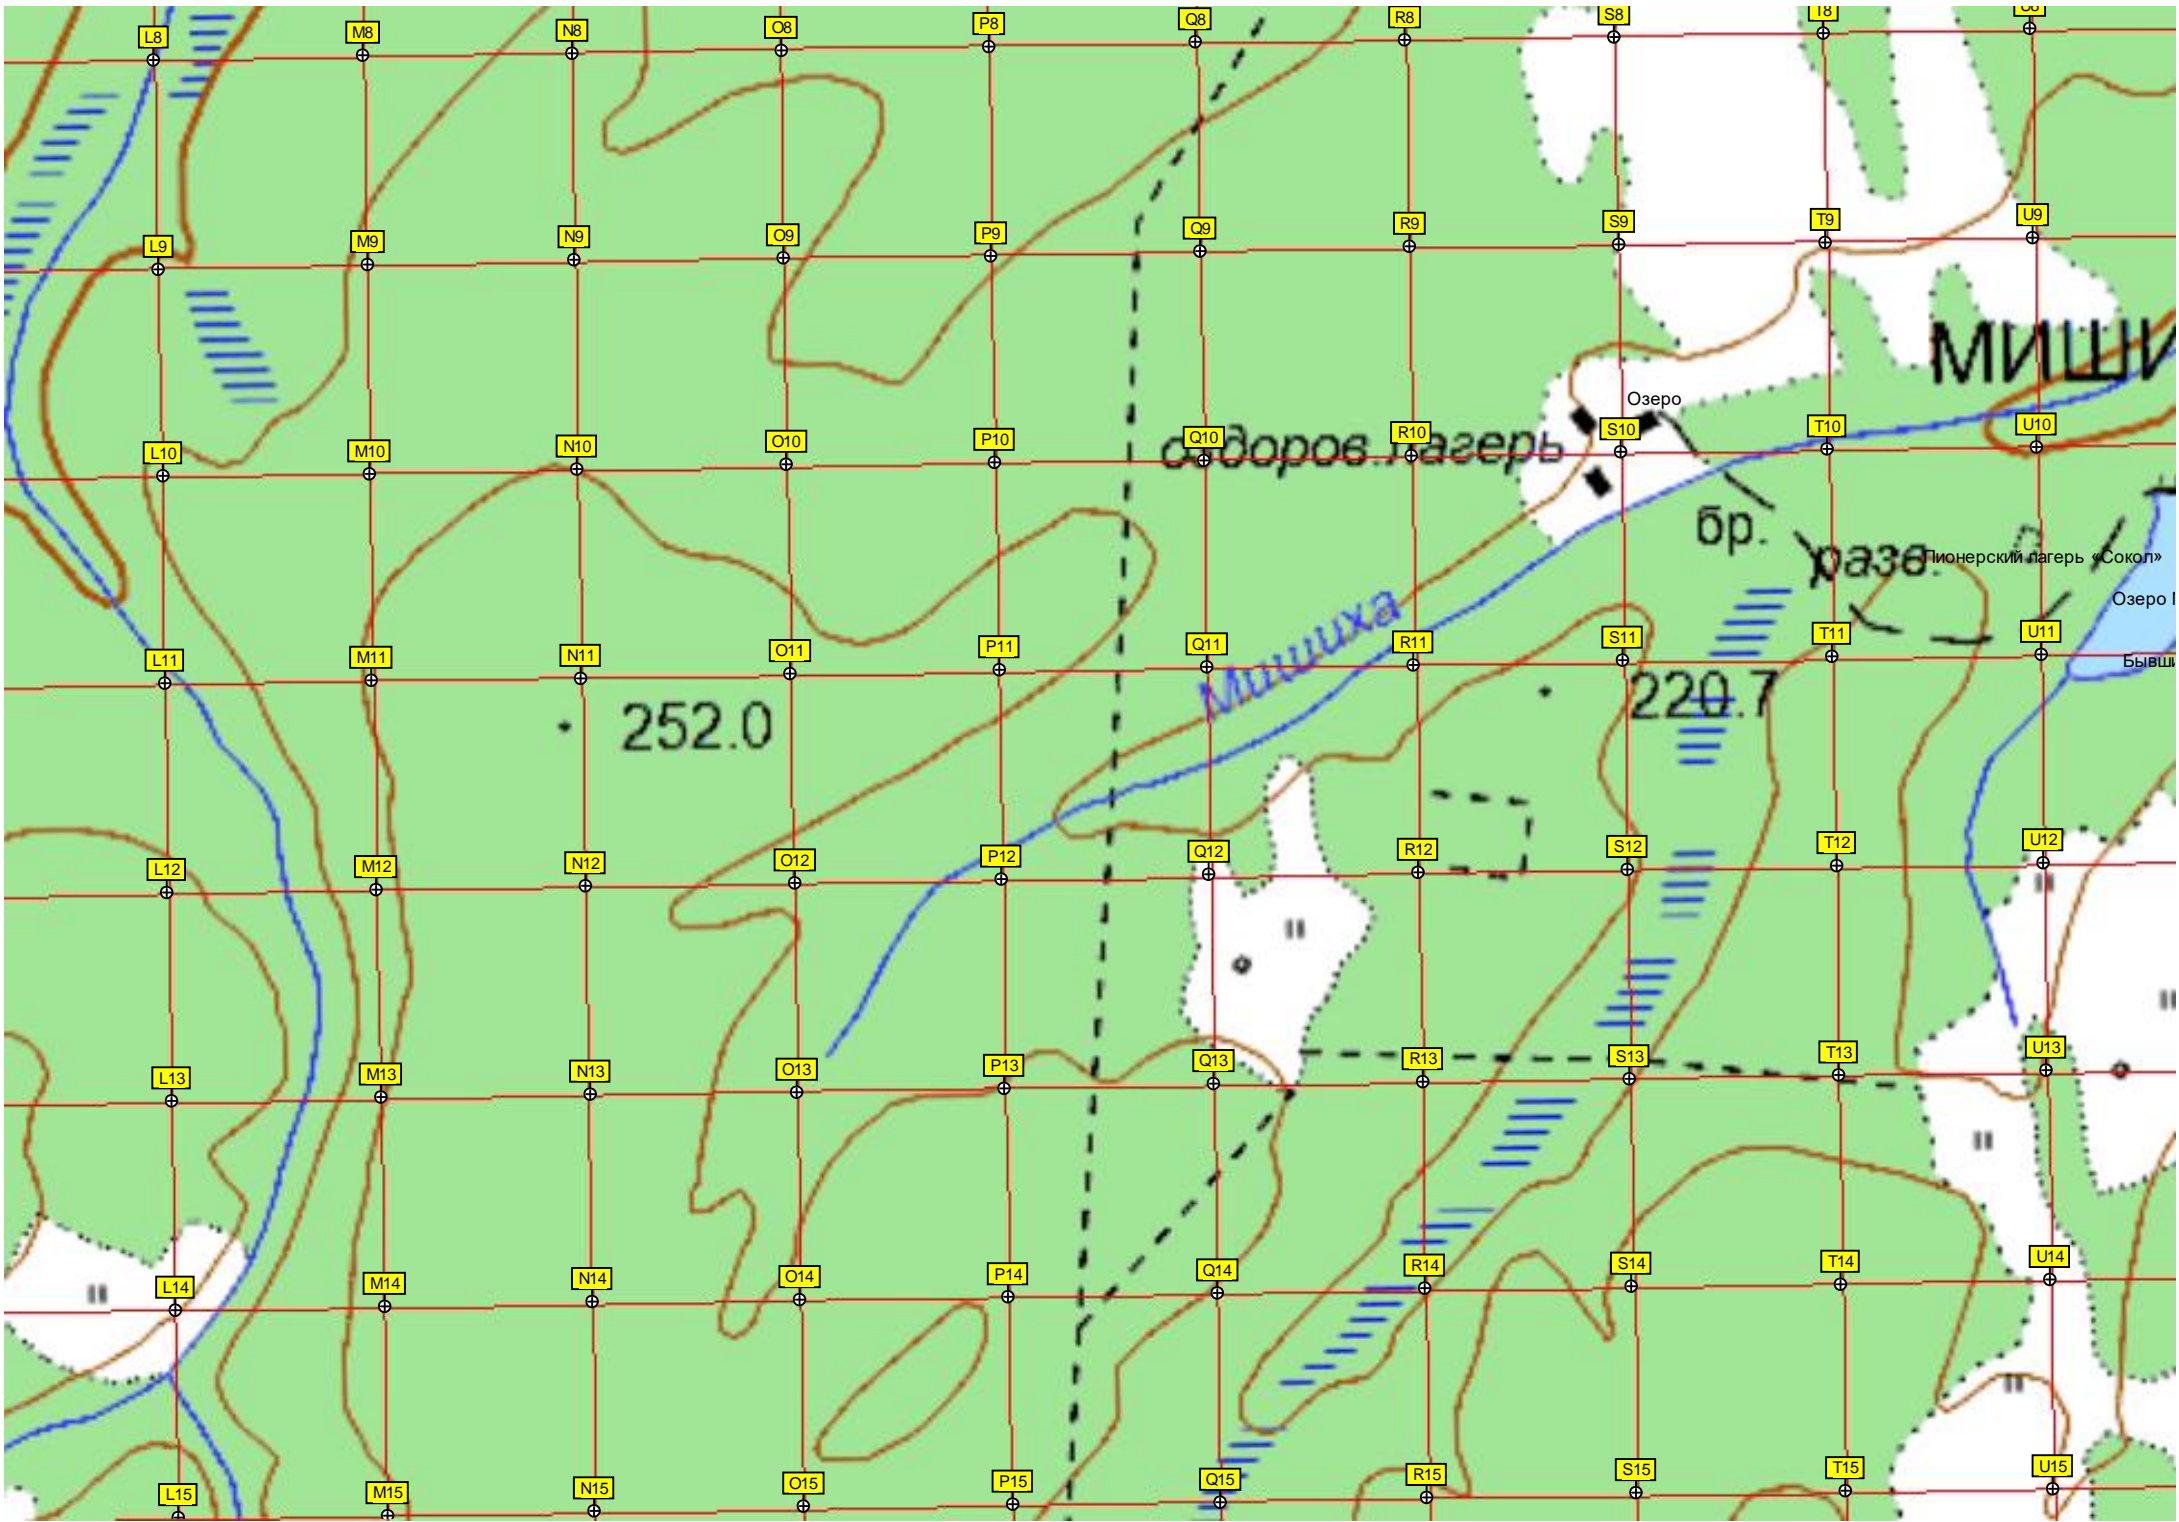 L8 M8 N8 O8 P8 Q8 R8 S8 T8 U8
L9 M9 N9 O9 P9 Q9 R9 S9 T9 U9
МИШИ
Озеро
L10 M10 N10 O10 P10 Q10 R10 S10 T10 U10
оздоров. лагерь
бр.
разв.
Пионерский лагерь «Сокол»
Озеро
Мишиха
L11 M11 N11 O11 P11 Q11 R11 S11 T11 U11
Бывши
252.0
220.7
L12 M12 N12 O12 P12 Q12 R12 S12 T12 U12
L13 M13 N13 O13 P13 Q13 R13 S13 T13 U13
L14 M14 N14 O14 P14 Q14 R14 S14 T14 U14
L15 M15 N15 O15 P15 Q15 R15 S15 T15 U15